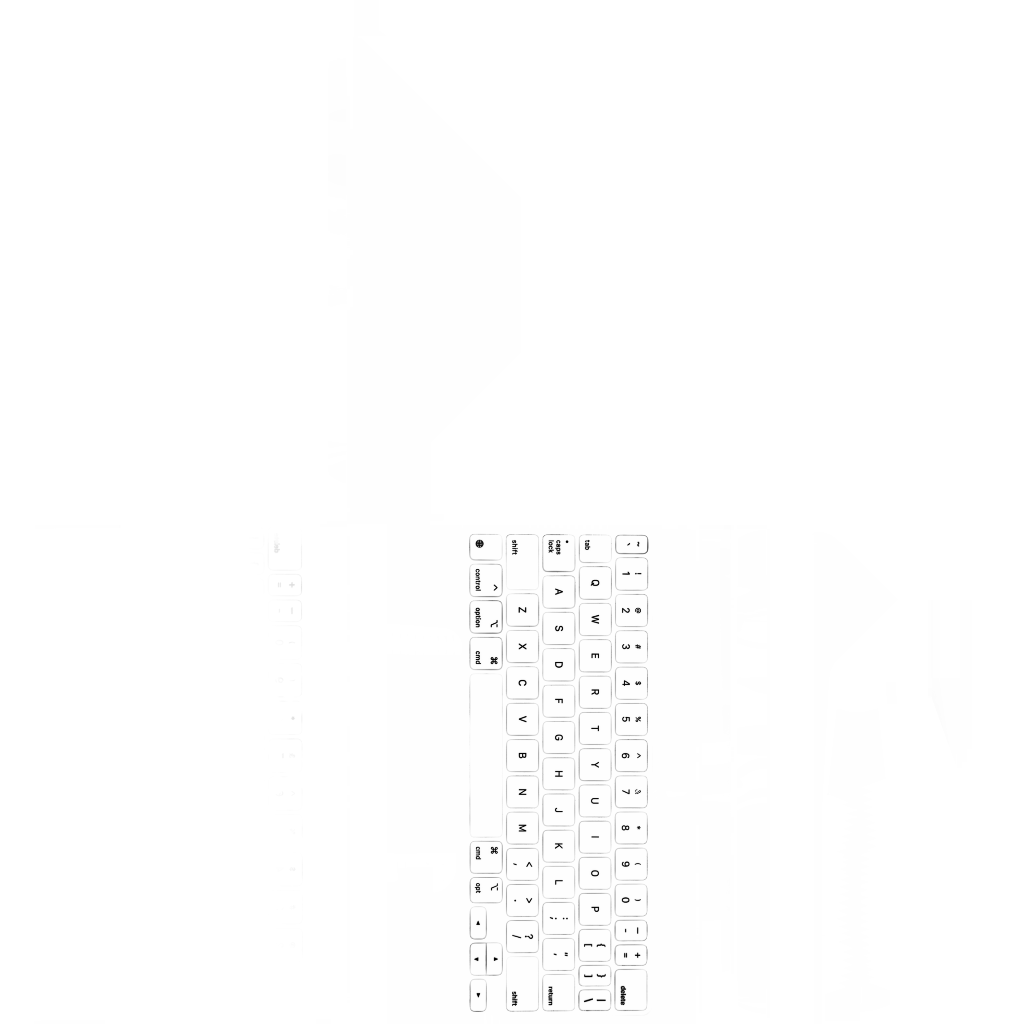 ~ ! @ # $ % ^ & * ( ) — +
` 1 2 3 4 5 6 7 8 9 0 - = delete
tab Q W E R T Y U I O P { [ } ] | \
caps lock A S D F G H J K L : ; " ' return
shift Z X C V B N M < , > . ? / shift
control ^ option ⌥ cmd ⌘ ⌘ cmd ⌥ opt ◀ ▲ ▼ ▶